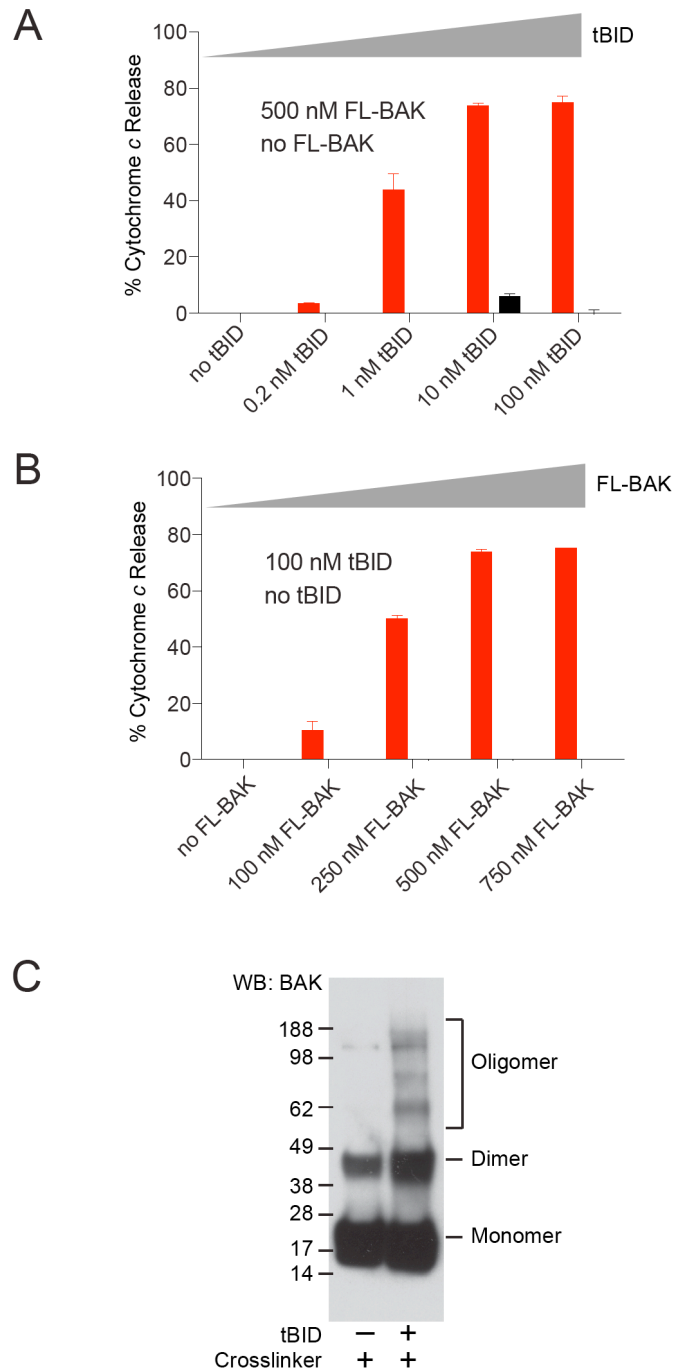 A
100
80
60
40
20
0
% Cytochrome c Release
tBID
500 nM FL-BAK
no FL-BAK
no tBID
0.2 nM tBID
1 nM tBID
10 nM tBID
100 nM tBID
B
100
80
60
40
20
0
% Cytochrome c Release
FL-BAK
100 nM tBID
no tBID
no FL-BAK
100 nM FL-BAK
250 nM FL-BAK
500 nM FL-BAK
750 nM FL-BAK
C
WB: BAK
188
98
62
49
38
28
17
14
Oligomer
Dimer
Monomer
tBID − +
Crosslinker + +